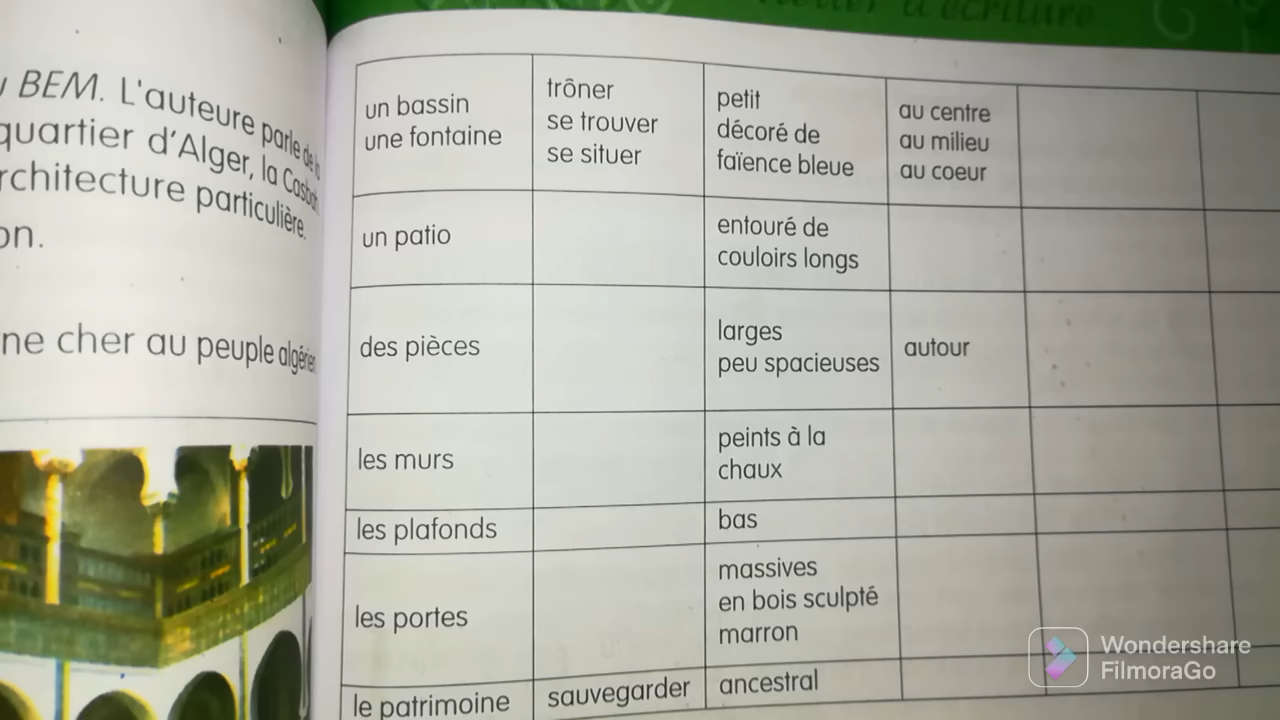 d'écriture
BEM. L'auteure parle de la
quartier d'Alger, la Casbah
architecture particulière.
on.
ne cher au peuple algérien
un bassin
une fontaine
trôner
se trouver
se situer
petit
décoré de
faïence bleue
au centre
au milieu
au coeur
un patio
entouré de
couloirs longs
des pièces
larges
peu spacieuses
autour
les murs
peints à la
chaux
les plafonds
bas
les portes
massives
en bois sculpté
marron
le patrimoine
sauvegarder
ancestral
Wondershare
FilmoraGo